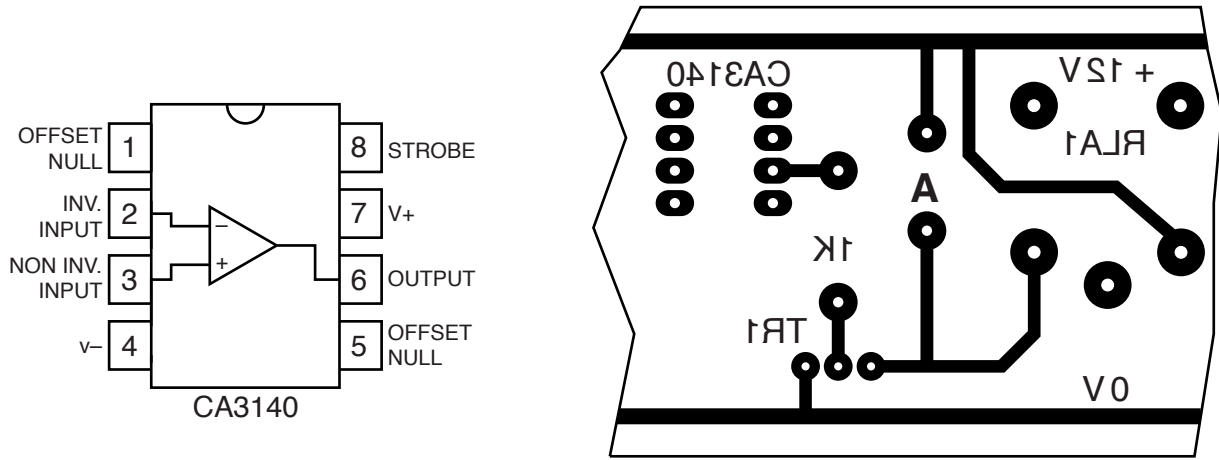 OFFSET
NULL
1
8
STROBE
INV.
INPUT
2
7
V+
–
NON INV.
INPUT
3
+
6
OUTPUT
v–
4
5
OFFSET
NULL
CA3140
CA3140
+ 12V
RLA1
A
1K
TR1
0V